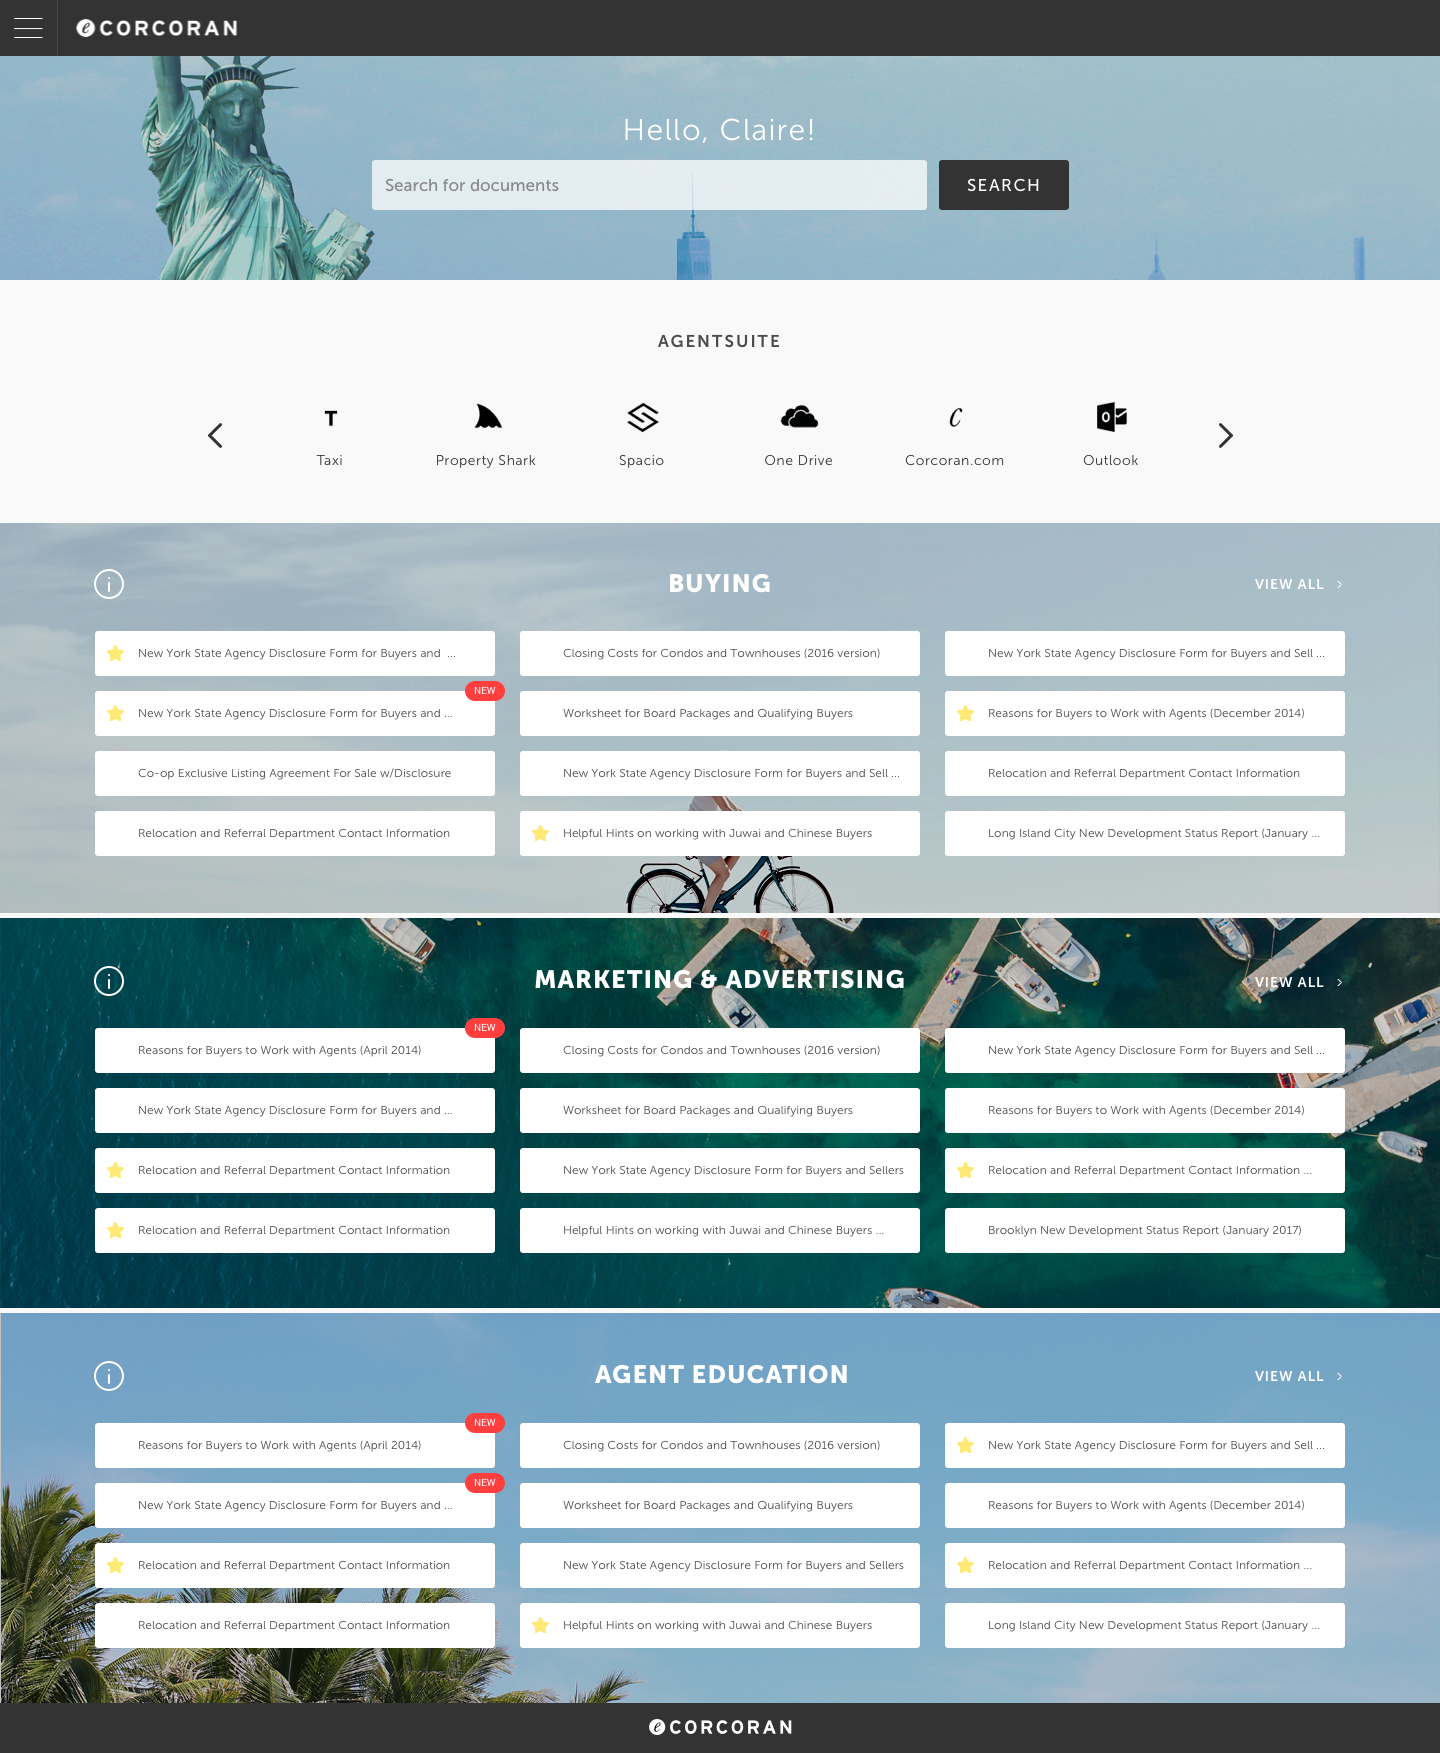 CORCORAN
Hello, Claire!
Search for documents
SEARCH
AGENTSUITE
T
Taxi
Property Shark
Spacio
One Drive
C
Corcoran.com
O
Outlook
BUYING
VIEW ALL
New York State Agency Disclosure Form for Buyers and ...
Closing Costs for Condos and Townhouses (2016 version)
New York State Agency Disclosure Form for Buyers and Sell ...
NEW
New York State Agency Disclosure Form for Buyers and ...
Worksheet for Board Packages and Qualifying Buyers
Reasons for Buyers to Work with Agents (December 2014)
Co-op Exclusive Listing Agreement For Sale w/Disclosure
New York State Agency Disclosure Form for Buyers and Sell ...
Relocation and Referral Department Contact Information
Relocation and Referral Department Contact Information
Helpful Hints on working with Juwai and Chinese Buyers
Long Island City New Development Status Report (January ...
MARKETING & ADVERTISING
VIEW ALL
NEW
Reasons for Buyers to Work with Agents (April 2014)
Closing Costs for Condos and Townhouses (2016 version)
New York State Agency Disclosure Form for Buyers and Sell ...
New York State Agency Disclosure Form for Buyers and ...
Worksheet for Board Packages and Qualifying Buyers
Reasons for Buyers to Work with Agents (December 2014)
Relocation and Referral Department Contact Information
New York State Agency Disclosure Form for Buyers and Sellers
Relocation and Referral Department Contact Information ...
Relocation and Referral Department Contact Information
Helpful Hints on working with Juwai and Chinese Buyers ...
Brooklyn New Development Status Report (January 2017)
AGENT EDUCATION
VIEW ALL
NEW
Reasons for Buyers to Work with Agents (April 2014)
Closing Costs for Condos and Townhouses (2016 version)
New York State Agency Disclosure Form for Buyers and Sell ...
NEW
New York State Agency Disclosure Form for Buyers and ...
Worksheet for Board Packages and Qualifying Buyers
Reasons for Buyers to Work with Agents (December 2014)
Relocation and Referral Department Contact Information
New York State Agency Disclosure Form for Buyers and Sellers
Relocation and Referral Department Contact Information ...
Relocation and Referral Department Contact Information
Helpful Hints on working with Juwai and Chinese Buyers
Long Island City New Development Status Report (January ...
CORCORAN